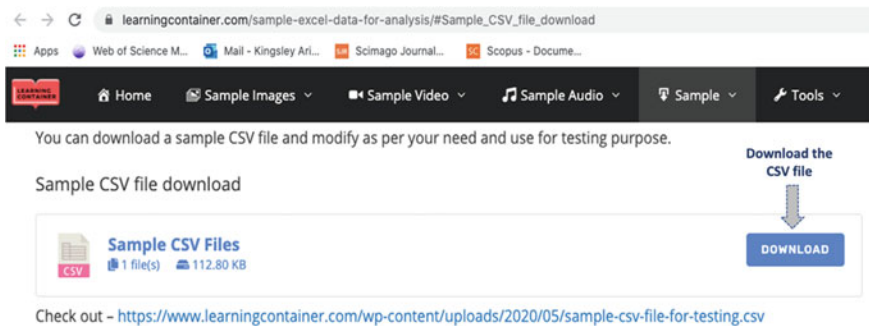 learningcontainer.com/sample-excel-data-for-analysis/#Sample_CSV_file_download
Apps Web of Science M... Mail - Kingsley Ari... SJR Scimago Journal... SC Scopus - Docume...
LEARNING CONTAINER Home Sample Images Sample Video Sample Audio Sample Tools
You can download a sample CSV file and modify as per your need and use for testing purpose.
Download the
CSV file
Sample CSV file download
Sample CSV Files
1 file(s) 112.80 KB
CSV
DOWNLOAD
Check out – https://www.learningcontainer.com/wp-content/uploads/2020/05/sample-csv-file-for-testing.csv